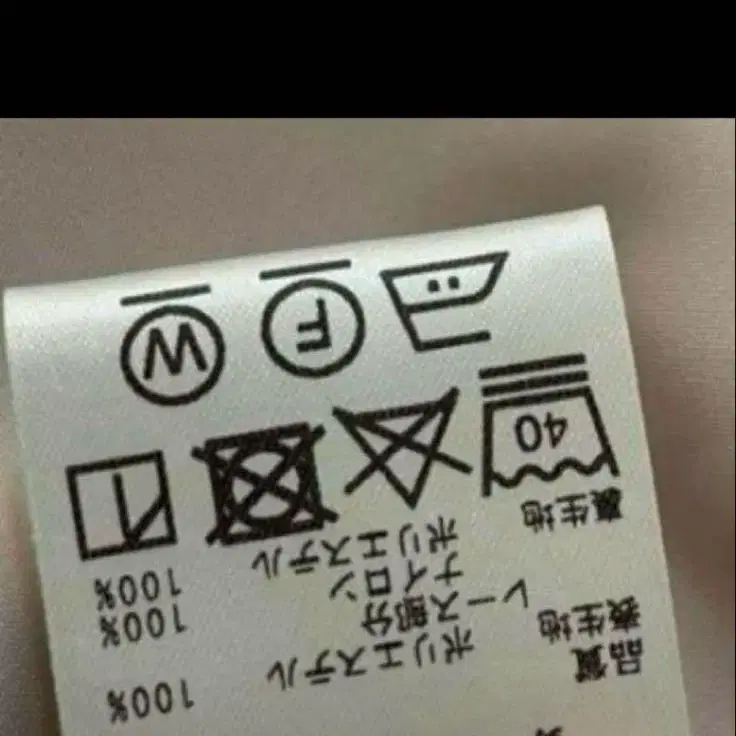 品質
表生地 ポリエステル 100%
レース部分
ナイロン 100%
裏生地 ポリエステル 100%
40
F W